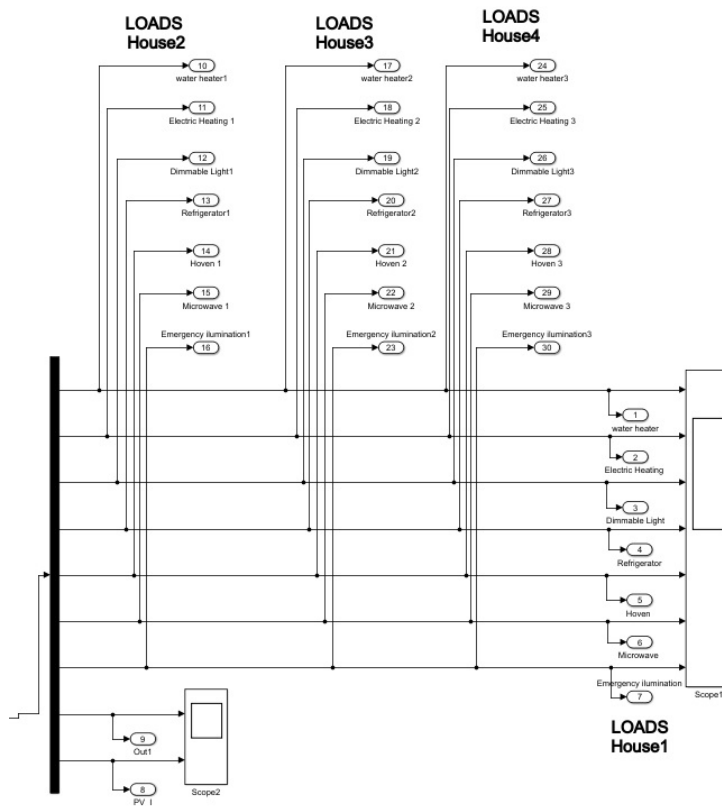 LOADS
House2
LOADS
House3
LOADS
House4
10
water heater1
17
water heater2
24
water heater3
11
Electric Heating 1
18
Electric Heating 2
25
Electric Heating 3
12
Dimmable Light1
19
Dimmable Light2
26
Dimmable Light3
13
Refrigerator1
20
Refrigerator2
27
Refrigerator3
14
Hoven 1
21
Hoven 2
28
Hoven 3
15
Microwave 1
22
Microwave 2
29
Microwave 3
Emergency ilumination1
16
Emergency ilumination2
23
Emergency ilumination3
30
1
water heater
2
Electric Heating
3
Dimmable Light
4
Refrigerator
5
Hoven
6
Microwave
Emergency ilumination
7
Scope1
LOADS
House1
9
Out1
8
PV_I
Scope2